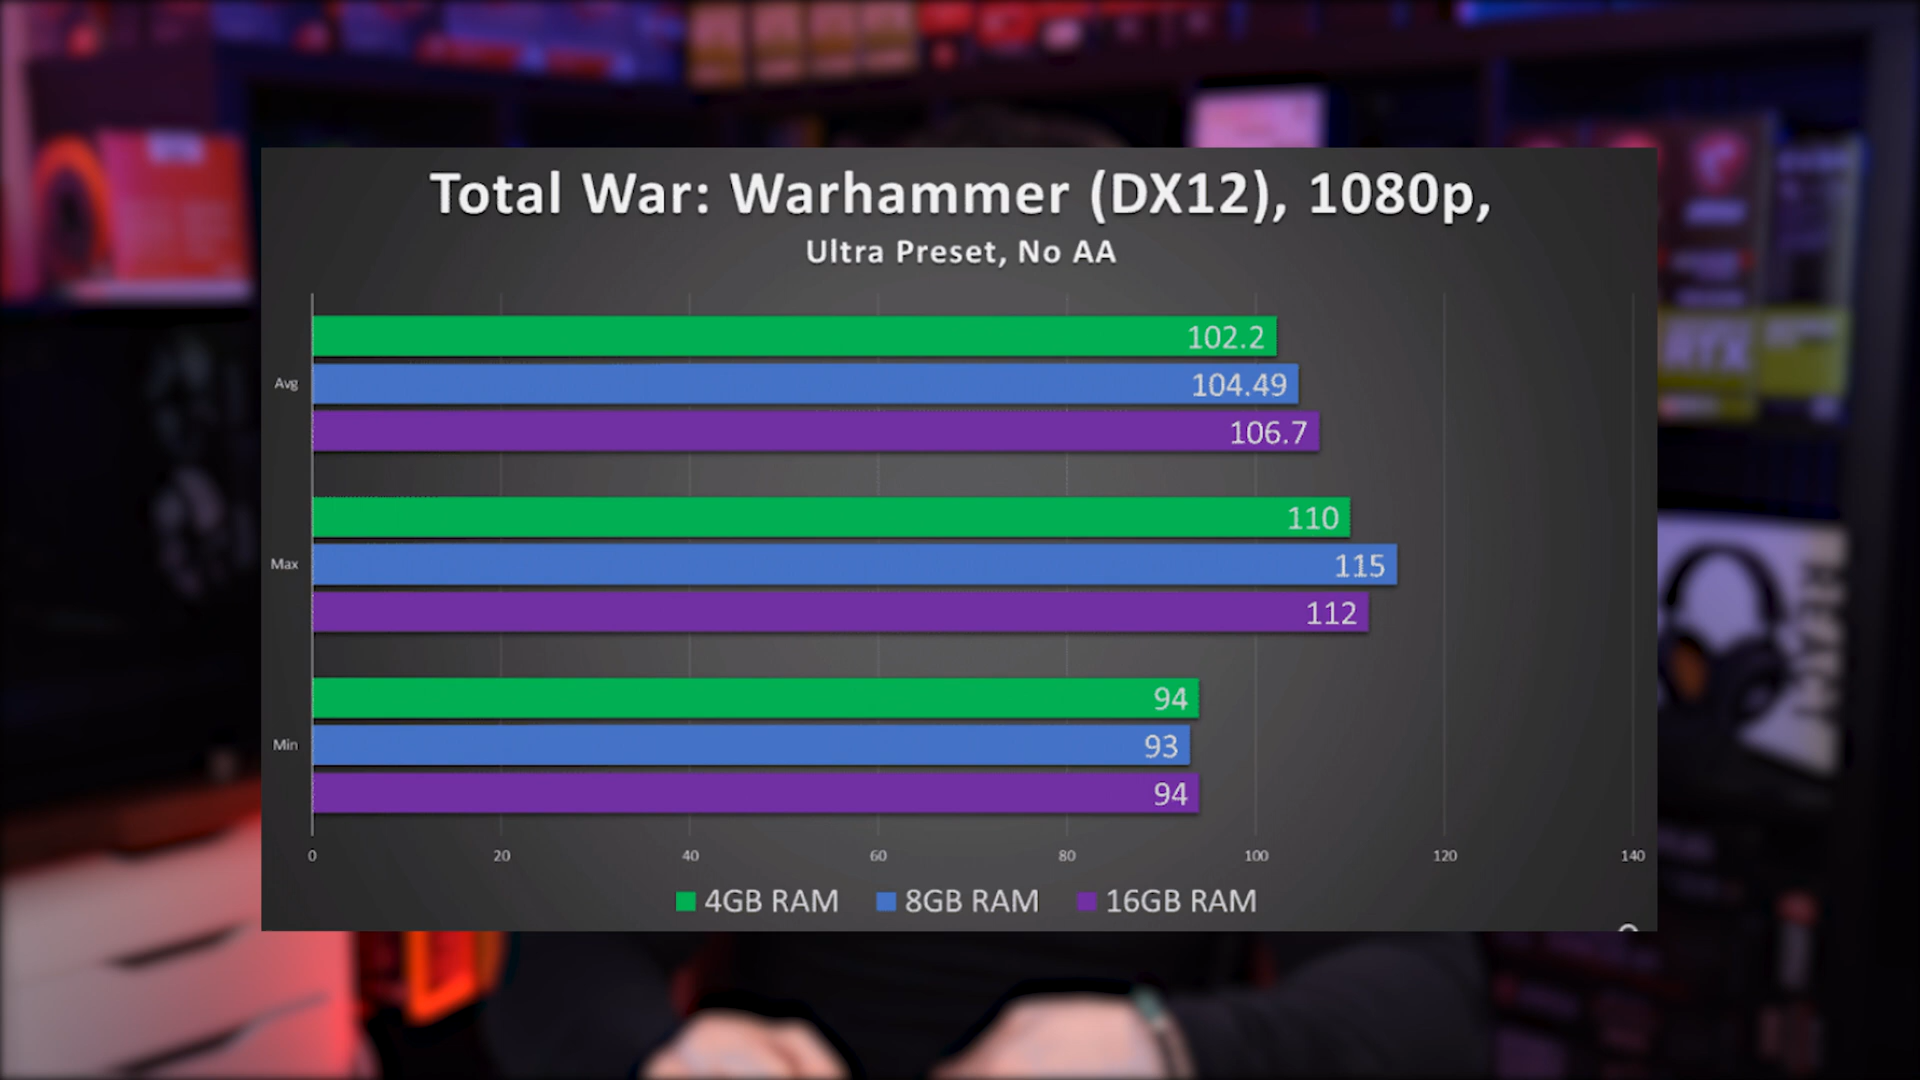 Total War: Warhammer (DX12), 1080p,
Ultra Preset, No AA
102.2
Avg
104.49
106.7
110
Max
115
112
94
Min
93
94
0 20 40 60 80 100 120 140
4GB RAM 8GB RAM 16GB RAM
RTX